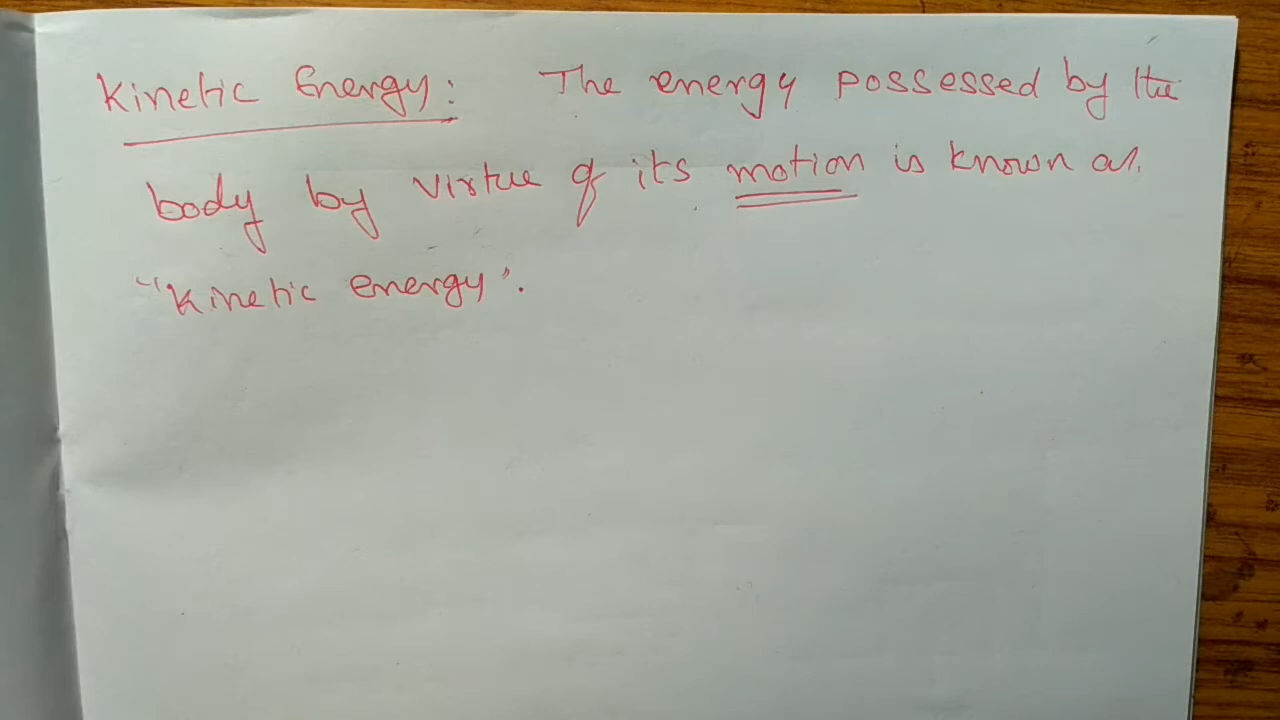 Kinetic Energy: The energy possessed by the
body by virtue of its motion is known as.
"Kinetic energy".